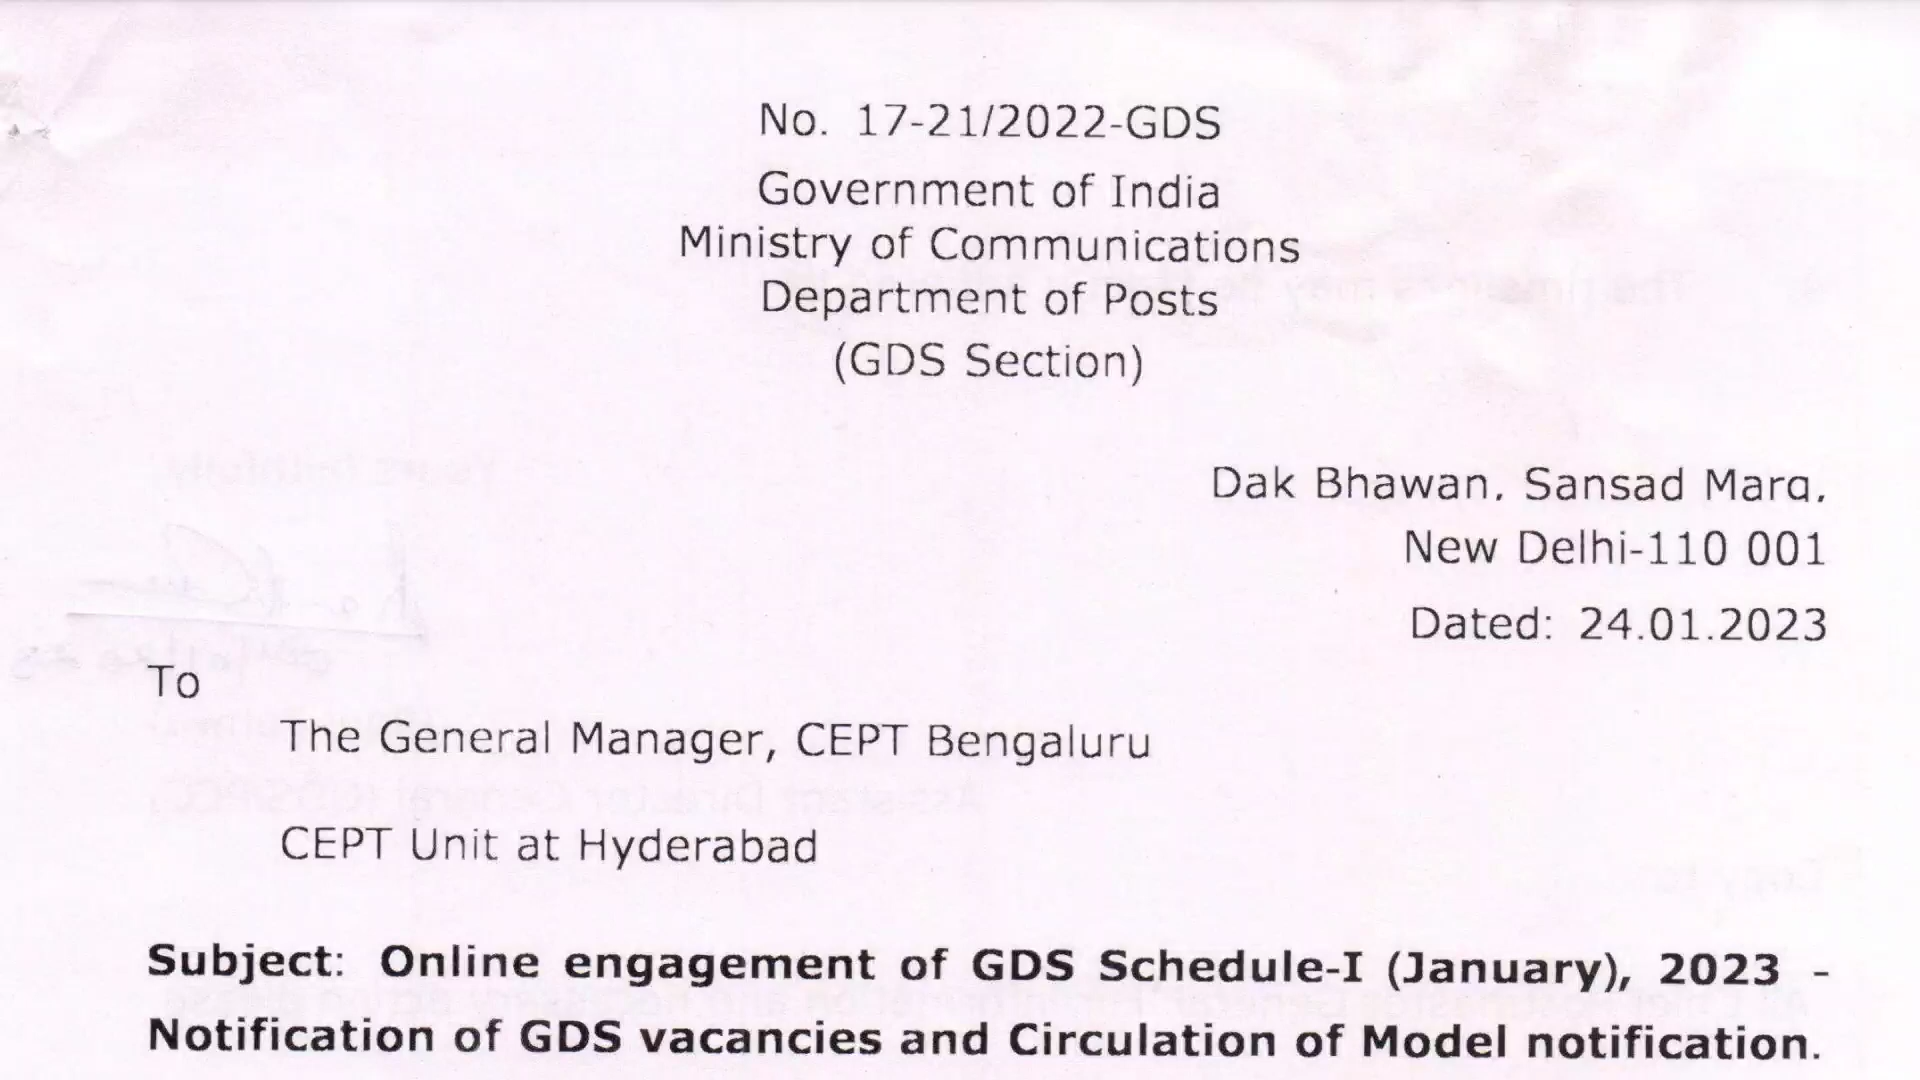 No. 17-21/2022-GDS
Government of India
Ministry of Communications
Department of Posts
(GDS Section)
Dak Bhawan, Sansad Marg,
New Delhi-110 001
Dated: 24.01.2023
To
The General Manager, CEPT Bengaluru
CEPT Unit at Hyderabad
Subject: Online engagement of GDS Schedule-I (January), 2023 -
Notification of GDS vacancies and Circulation of Model notification.